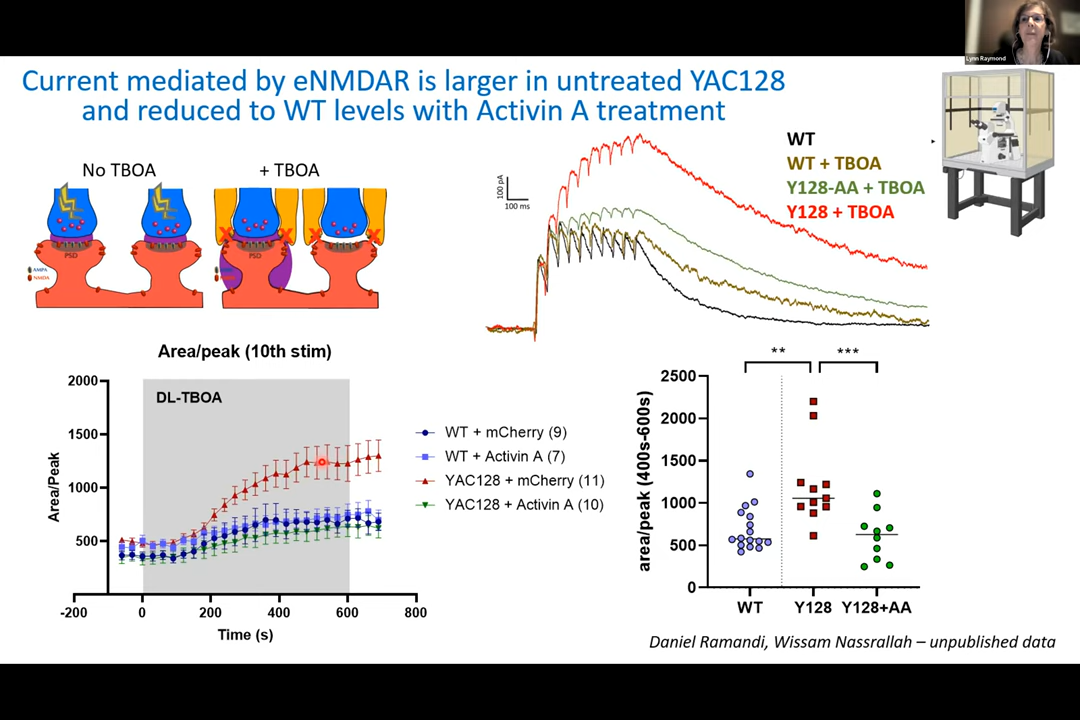 Lynn Raymond
Current mediated by eNMDAR is larger in untreated YAC128
and reduced to WT levels with Activin A treatment
No TBOA
+ TBOA
PSD
PSD
AMPA
NMDA
100 pA
100 ms
WT
WT + TBOA
Y128-AA + TBOA
Y128 + TBOA
Area/peak (10th stim)
DL-TBOA
Area/Peak
2000
1500
1000
500
-200
0
200
400
600
800
Time (s)
WT + mCherry (9)
WT + Activin A (7)
YAC128 + mCherry (11)
YAC128 + Activin A (10)
** ***
area/peak (400s-600s)
2500
2000
1500
1000
500
0
WT
Y128
Y128+AA
Daniel Ramandi, Wissam Nassrallah – unpublished data